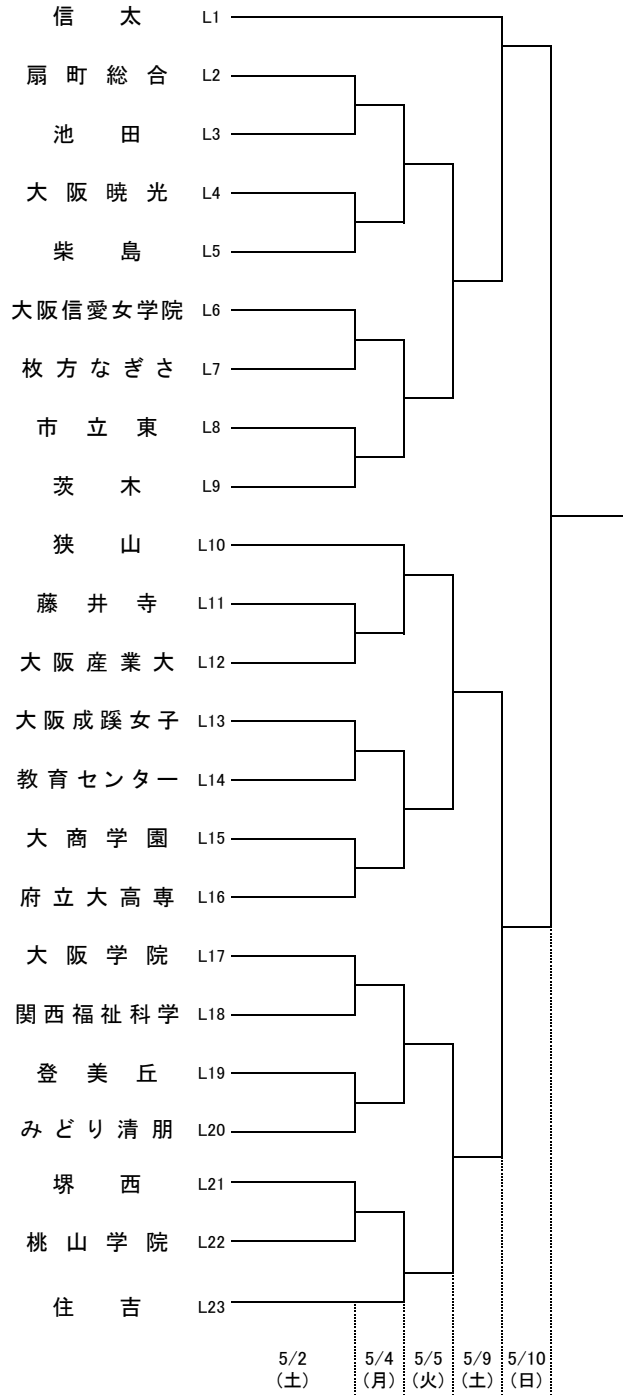 信太 L1
扇町総合 L2
池田 L3
大阪暁光 L4
柴島 L5
大阪信愛女学院 L6
枚方なぎさ L7
市立東 L8
茨木 L9
狭山 L10
藤井寺 L11
大阪産業大 L12
大阪成蹊女子 L13
教育センター L14
大商学園 L15
府立大高専 L16
大阪学院 L17
関西福祉科学 L18
登美丘 L19
みどり清朋 L20
堺西 L21
桃山学院 L22
住吉 L23
5/2 5/4 5/5 5/9 5/10
(土) (月) (火) (土) (日)